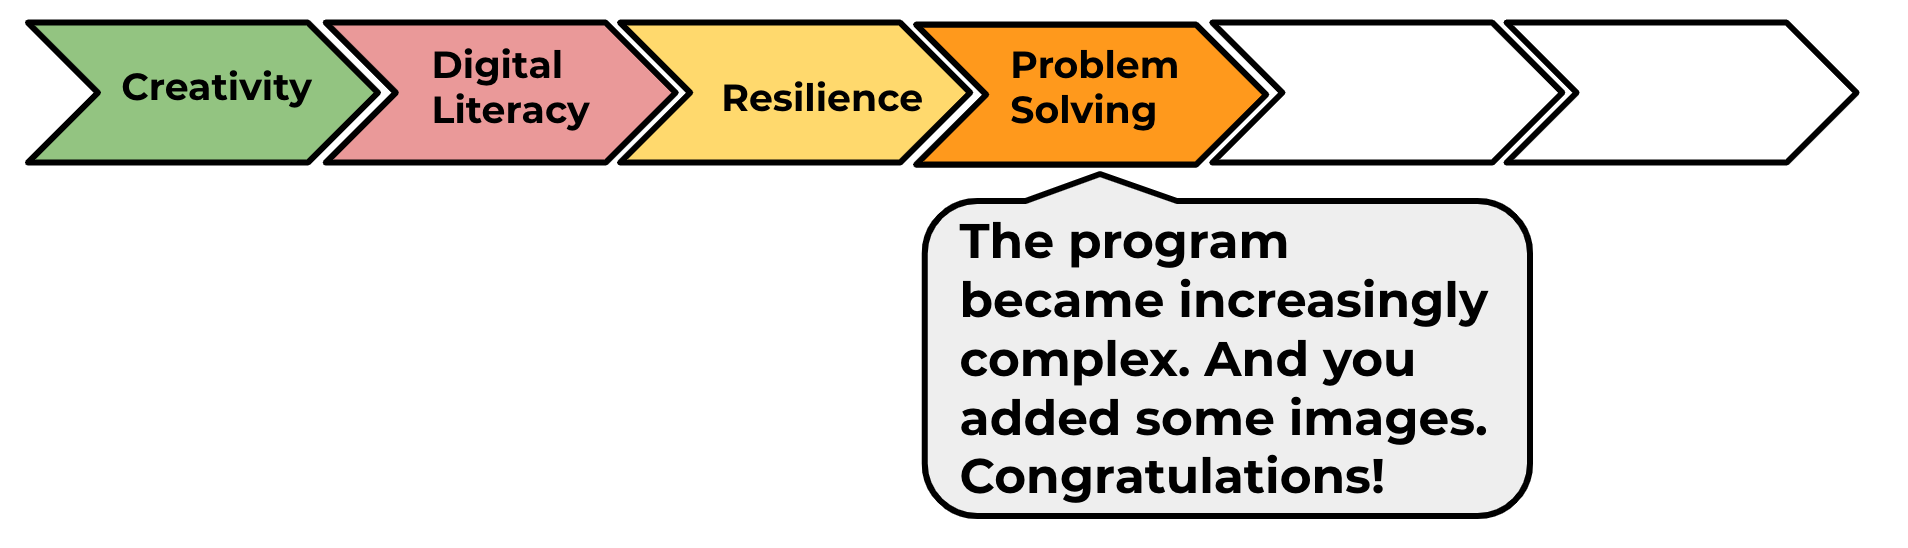 Creativity
Digital
Literacy
Resilience
Problem
Solving
The program
became increasingly
complex. And you
added some images.
Congratulations!